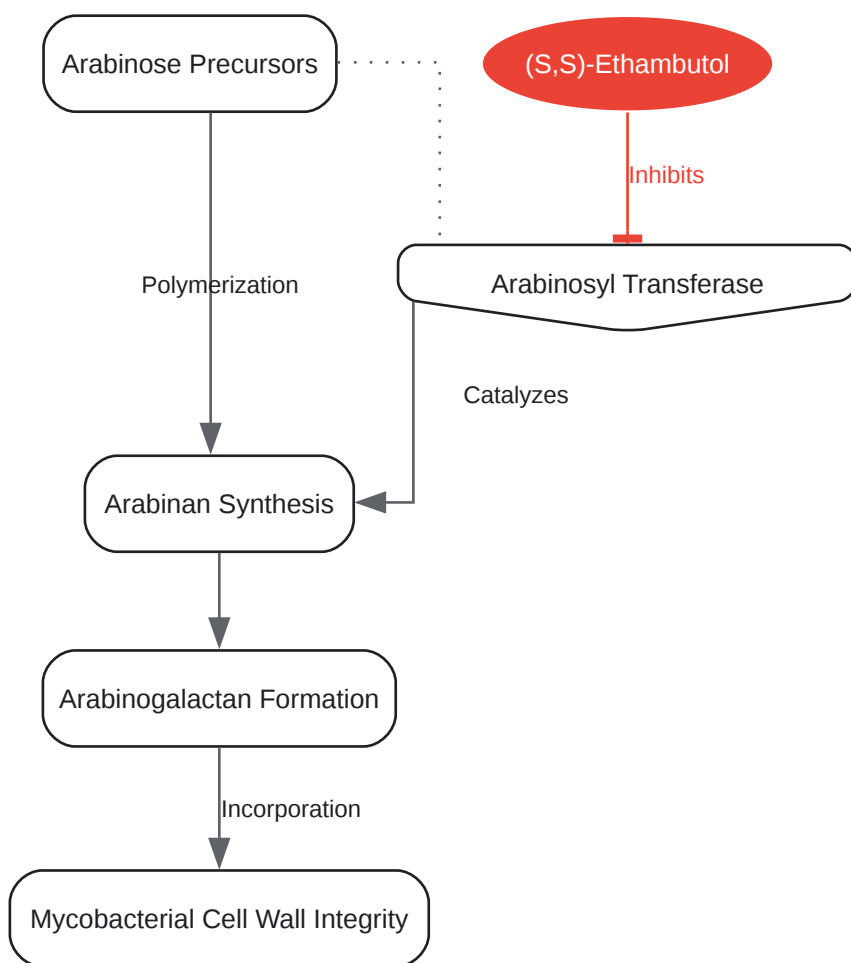 Arabinose Precursors
(S,S)-Ethambutol
Inhibits
Polymerization
Arabinosyl Transferase
Catalyzes
Arabinan Synthesis
Arabinogalactan Formation
Incorporation
Mycobacterial Cell Wall Integrity